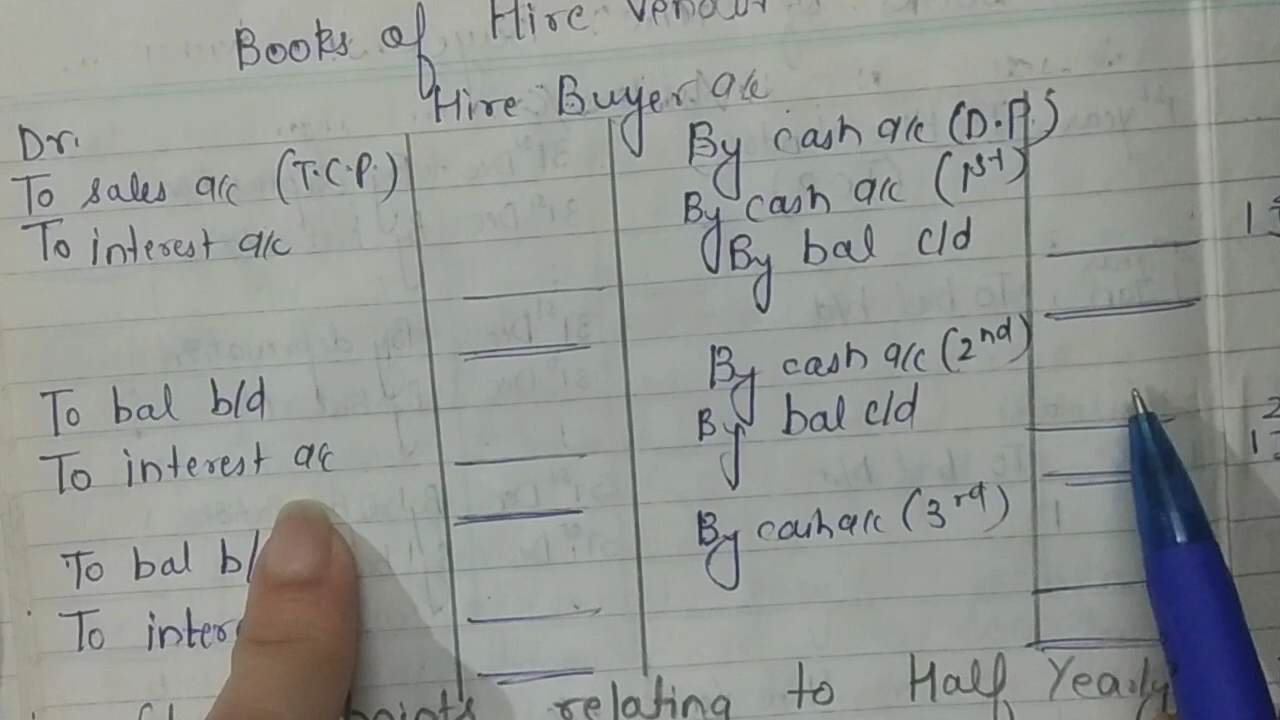 Books of Hire Vendor
Hire Buyer a/c
Dr.
To sales a/c (T.C.P.)
To interest a/c
By cash a/c (D.P.)
By cash a/c (1st)
By bal c/d
To bal b/d
To interest a/c
By cash a/c (2nd)
By bal c/d
To bal b/
To inter
By cash a/c (3rd)
points relating to Half Yearly